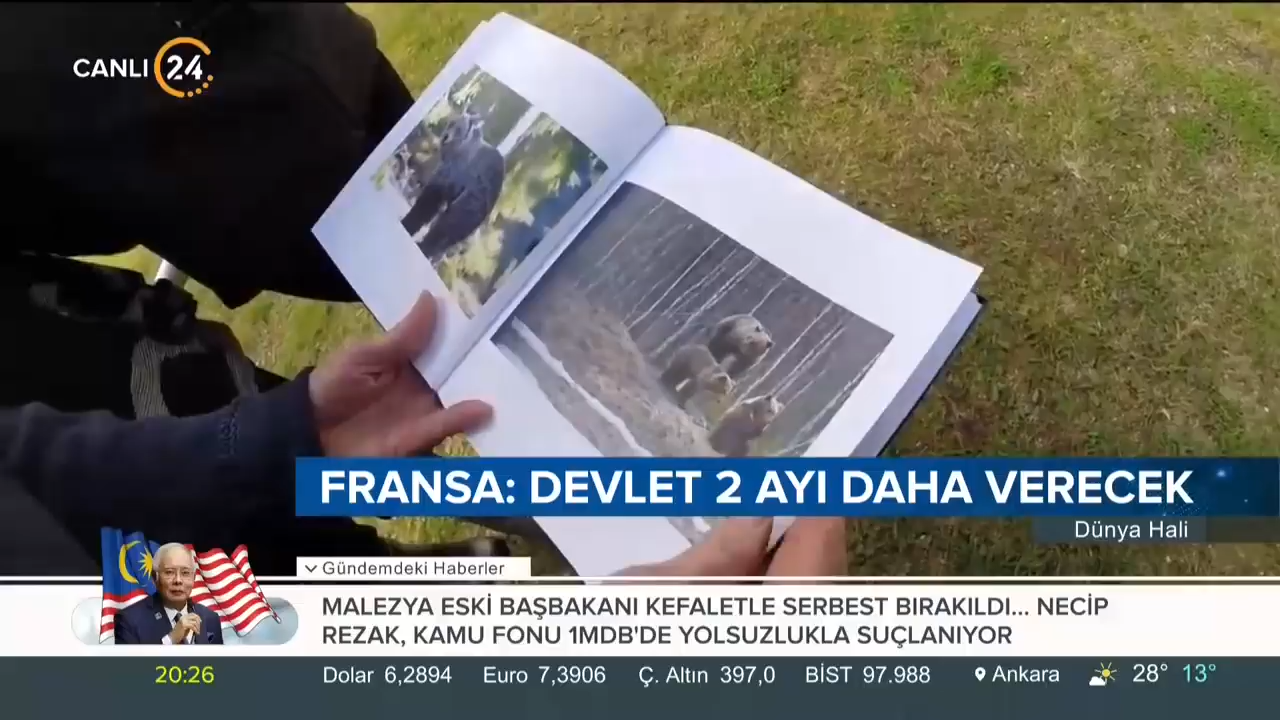 CANLI 24
FRANSA: DEVLET 2 AYI DAHA VERECEK
Dünya Hali
Gündemdeki Haberler
MALEZYA ESKİ BAŞBAKANI KEFALETLE SERBEST BIRAKILDI... NECİP
REZAK, KAMU FONU 1MDB'DE YOLSUZLUKLA SUÇLANIYOR
20:26 Dolar 6,2894 Euro 7,3906 Ç. Altın 397,0 BİST 97.988 Ankara 28° 13°